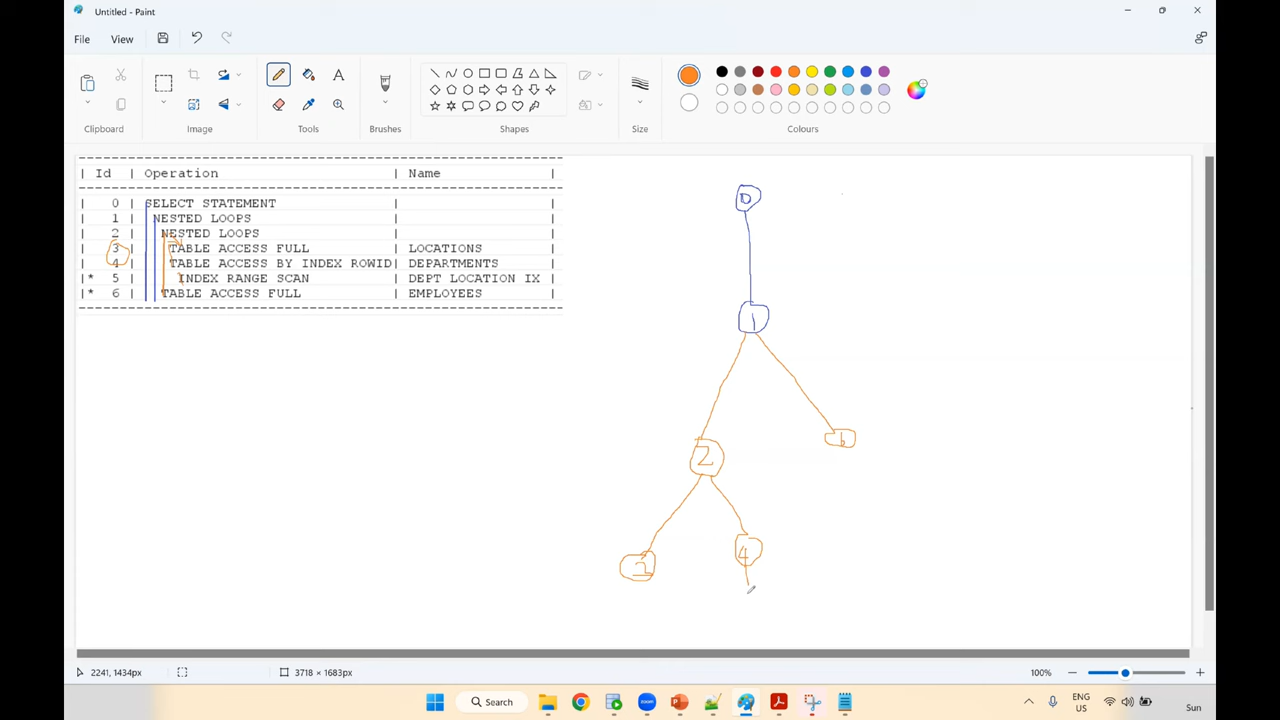 Untitled - Paint
File View
Clipboard Image Tools Brushes Shapes Size Colours
| Id | Operation | Name |
| 0 | SELECT STATEMENT | |
| 1 | NESTED LOOPS | |
| 2 | NESTED LOOPS | |
| 3 | TABLE ACCESS FULL | LOCATIONS |
| 4 | TABLE ACCESS BY INDEX ROWID| DEPARTMENTS |
|* 5 | INDEX RANGE SCAN | DEPT LOCATION IX |
|* 6 | TABLE ACCESS FULL | EMPLOYEES |
0
1
6
2
4
3
2241, 1434px 3718 × 1683px 100%
Search ENG US Sun